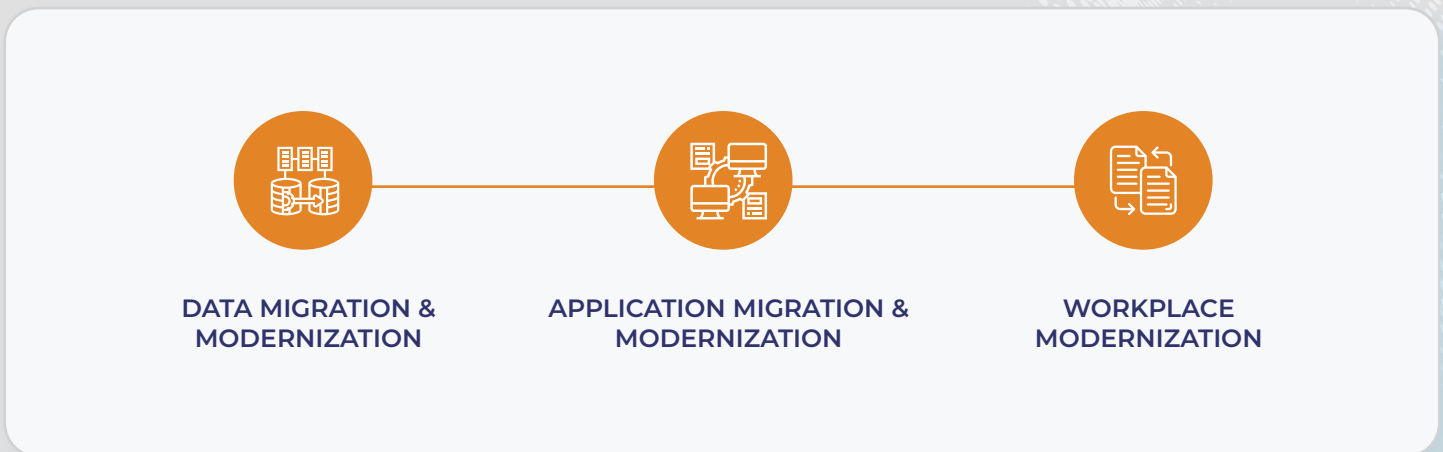 DATA MIGRATION &
MODERNIZATION
APPLICATION MIGRATION &
MODERNIZATION
WORKPLACE
MODERNIZATION